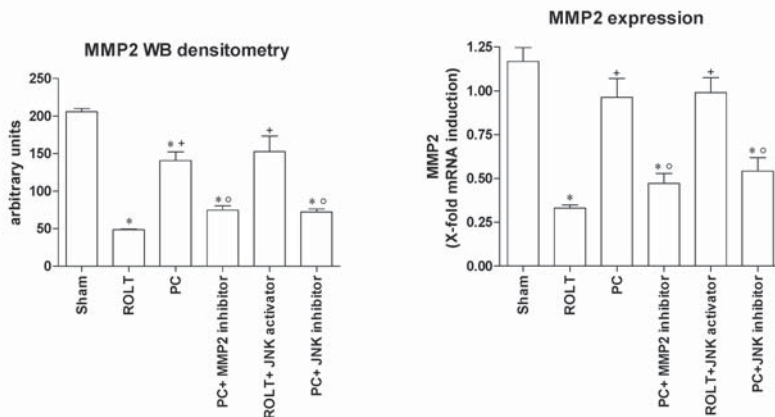 MMP2 WB densitometry
arbitrary units
250
200
150
100
50
0
* +
+
*
* o
* o
Sham
ROLT
PC
PC+ MMP2 inhibitor
ROLT+ JNK activator
PC+ JNK inhibitor
MMP2 expression
MMP2
(X-fold mRNA induction)
1.25
1.00
0.75
0.50
0.25
0.00
+
+
*
* o
* o
Sham
ROLT
PC
PC+ MMP2 inhibitor
ROLT+JNK activator
PC+JNK inhibitor